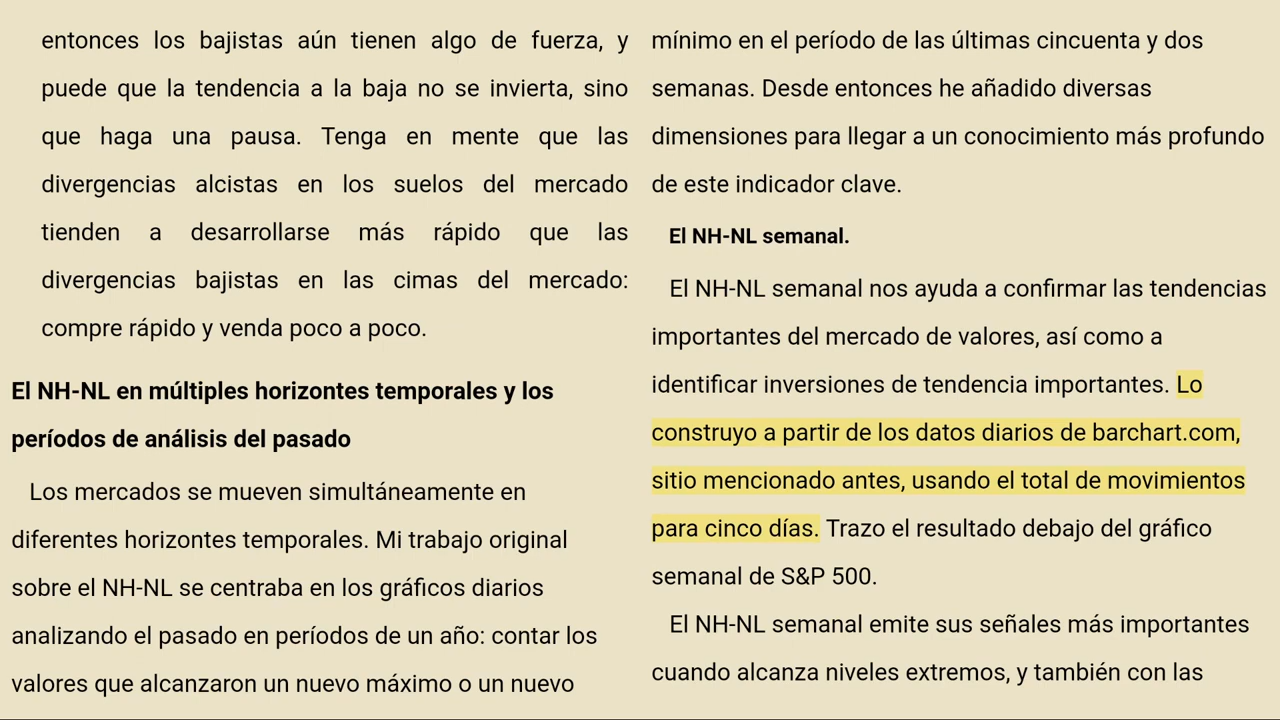 entonces los bajistas aún tienen algo de fuerza, y
puede que la tendencia a la baja no se invierta, sino
que haga una pausa. Tenga en mente que las
divergencias alcistas en los suelos del mercado
tienden a desarrollarse más rápido que las
divergencias bajistas en las cimas del mercado:
compre rápido y venda poco a poco.
El NH-NL en múltiples horizontes temporales y los
períodos de análisis del pasado
Los mercados se mueven simultáneamente en
diferentes horizontes temporales. Mi trabajo original
sobre el NH-NL se centraba en los gráficos diarios
analizando el pasado en períodos de un año: contar los
valores que alcanzaron un nuevo máximo o un nuevo
mínimo en el período de las últimas cincuenta y dos
semanas. Desde entonces he añadido diversas
dimensiones para llegar a un conocimiento más profundo
de este indicador clave.
El NH-NL semanal.
El NH-NL semanal nos ayuda a confirmar las tendencias
importantes del mercado de valores, así como a
identificar inversiones de tendencia importantes. Lo
construyo a partir de los datos diarios de barchart.com,
sitio mencionado antes, usando el total de movimientos
para cinco días. Trazo el resultado debajo del gráfico
semanal de S&P 500.
El NH-NL semanal emite sus señales más importantes
cuando alcanza niveles extremos, y también con las